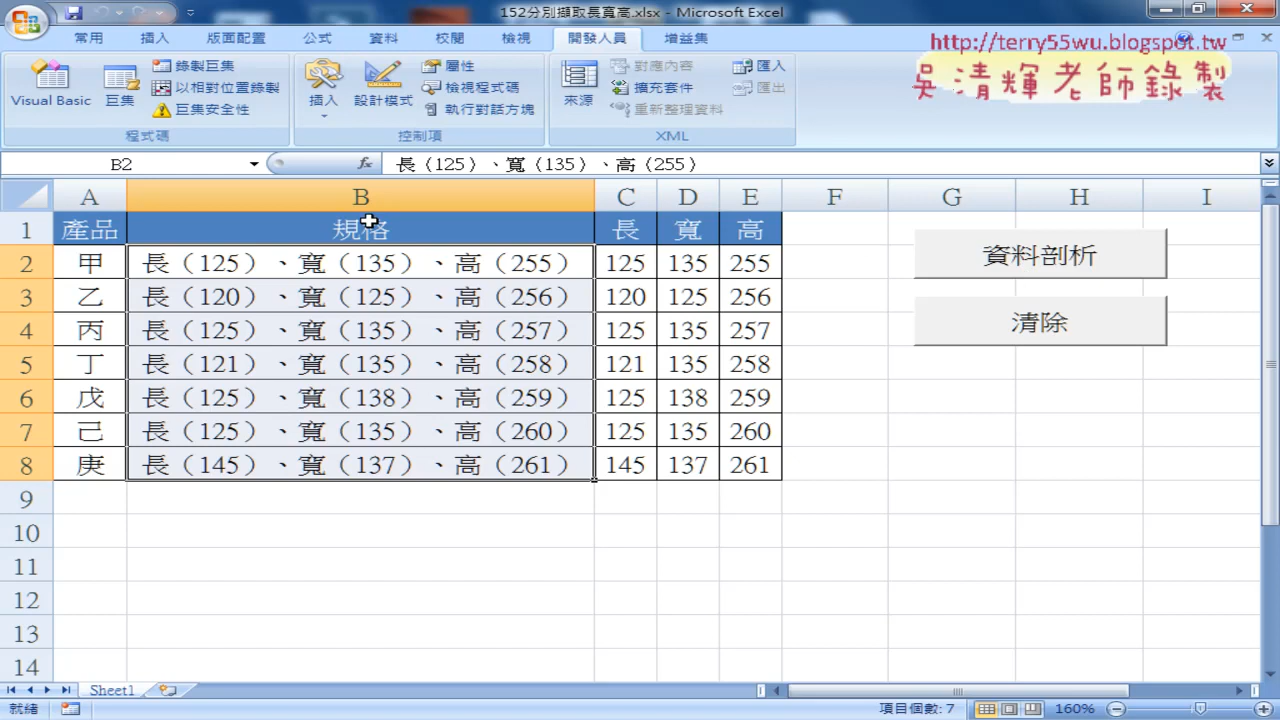 152分別擷取長寬高.xlsx - Microsoft Excel
常用 插入 版面配置 公式 資料 校閱 檢視 開發人員 增益集
http://terry55wu.blogspot.tw
吳清輝老師錄製
Visual Basic 巨集 錄製巨集 以相對位置錄製 巨集安全性
程式碼
插入 設計模式 屬性 檢視程式碼 執行對話方塊
控制項
來源 對應內容 擴充套件 重新整理資料 匯入 匯出
XML
B2 fx 長（125）、寬（135）、高（255）
A B C D E F G H I
1 產品 規格 長 寬 高
2 甲 長（125）、寬（135）、高（255） 125 135 255
3 乙 長（120）、寬（125）、高（256） 120 125 256
4 丙 長（125）、寬（135）、高（257） 125 135 257
5 丁 長（121）、寬（135）、高（258） 121 135 258
6 戊 長（125）、寬（138）、高（259） 125 138 259
7 己 長（125）、寬（135）、高（260） 125 135 260
8 庚 長（145）、寬（137）、高（261） 145 137 261
資料剖析
清除
9
10
11
12
13
14
Sheet1
就緒 項目個數: 7 160%